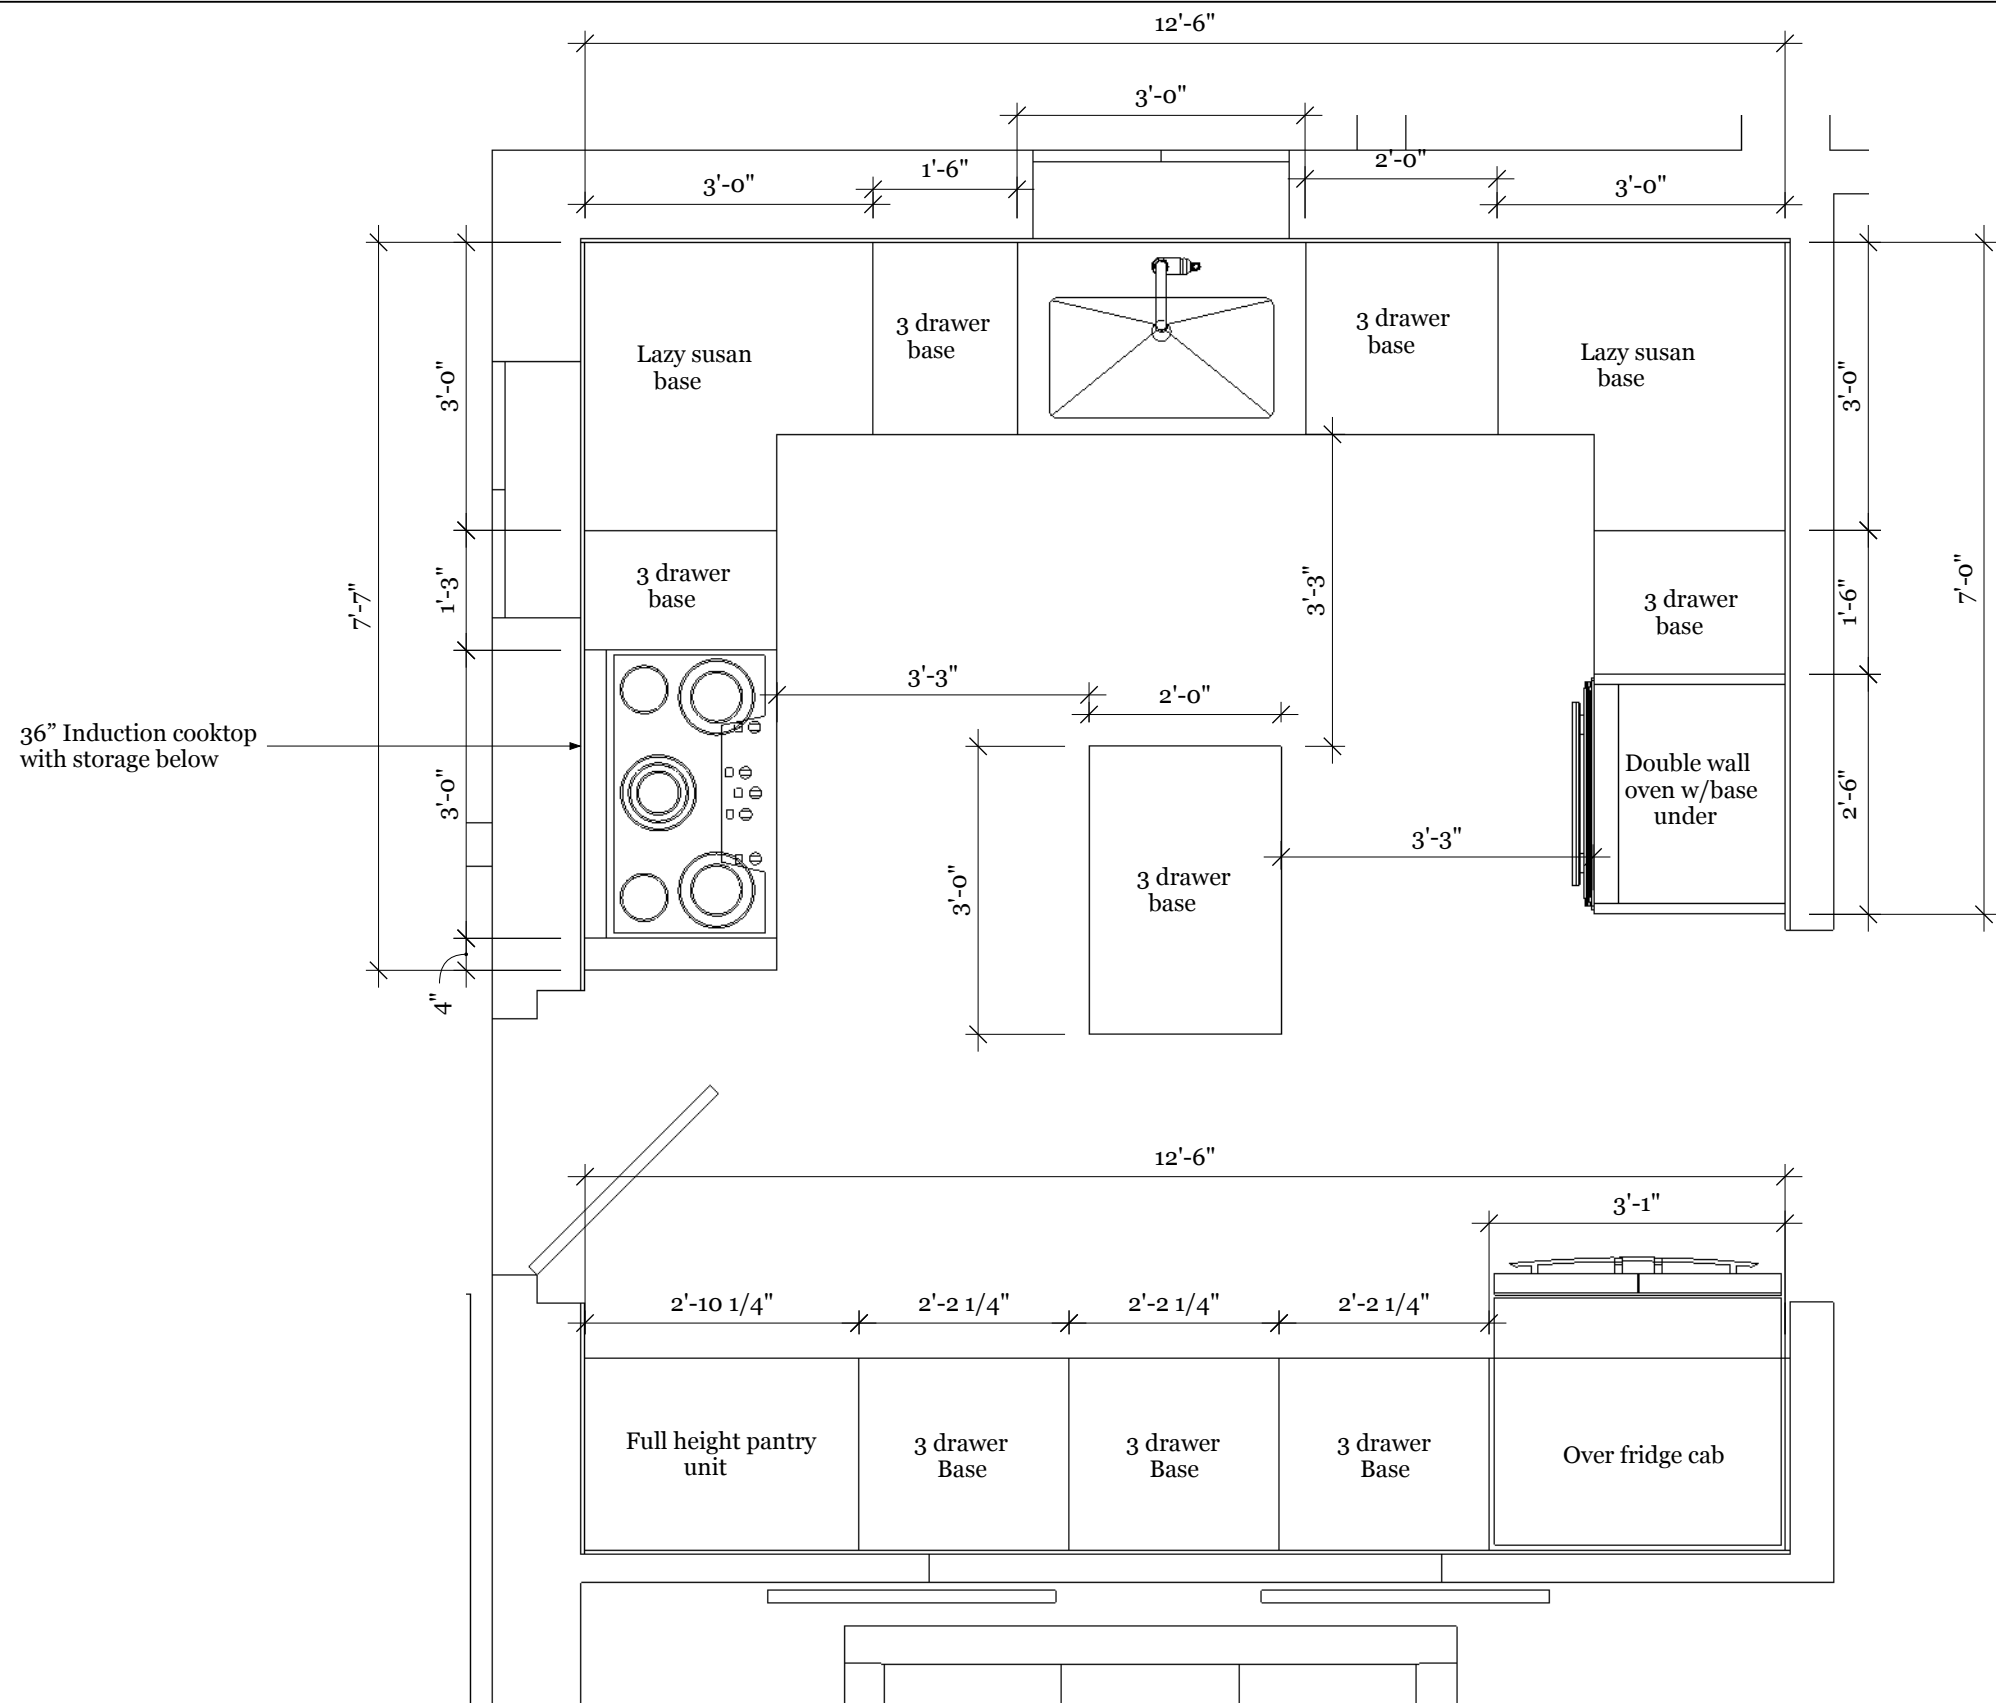 12'-6"
3'-0"
2'-0"
1'-6"
3'-0"
3'-0"
Lazy susan
base
3 drawer
base
3 drawer
base
Lazy susan
base
3'-0"
3'-0"
7'-7"
1'-3"
3 drawer
base
3'-3"
3 drawer
base
1'-6"
7'-0"
3'-3"
2'-0"
36” Induction cooktop
with storage below
3'-0"
Double wall
oven w/base
under
2'-6"
3'-3"
3'-0"
3 drawer
base
4"
12'-6"
3'-1"
2'-10 1/4"
2'-2 1/4"
2'-2 1/4"
2'-2 1/4"
Full height pantry
unit
3 drawer
Base
3 drawer
Base
3 drawer
Base
Over fridge cab